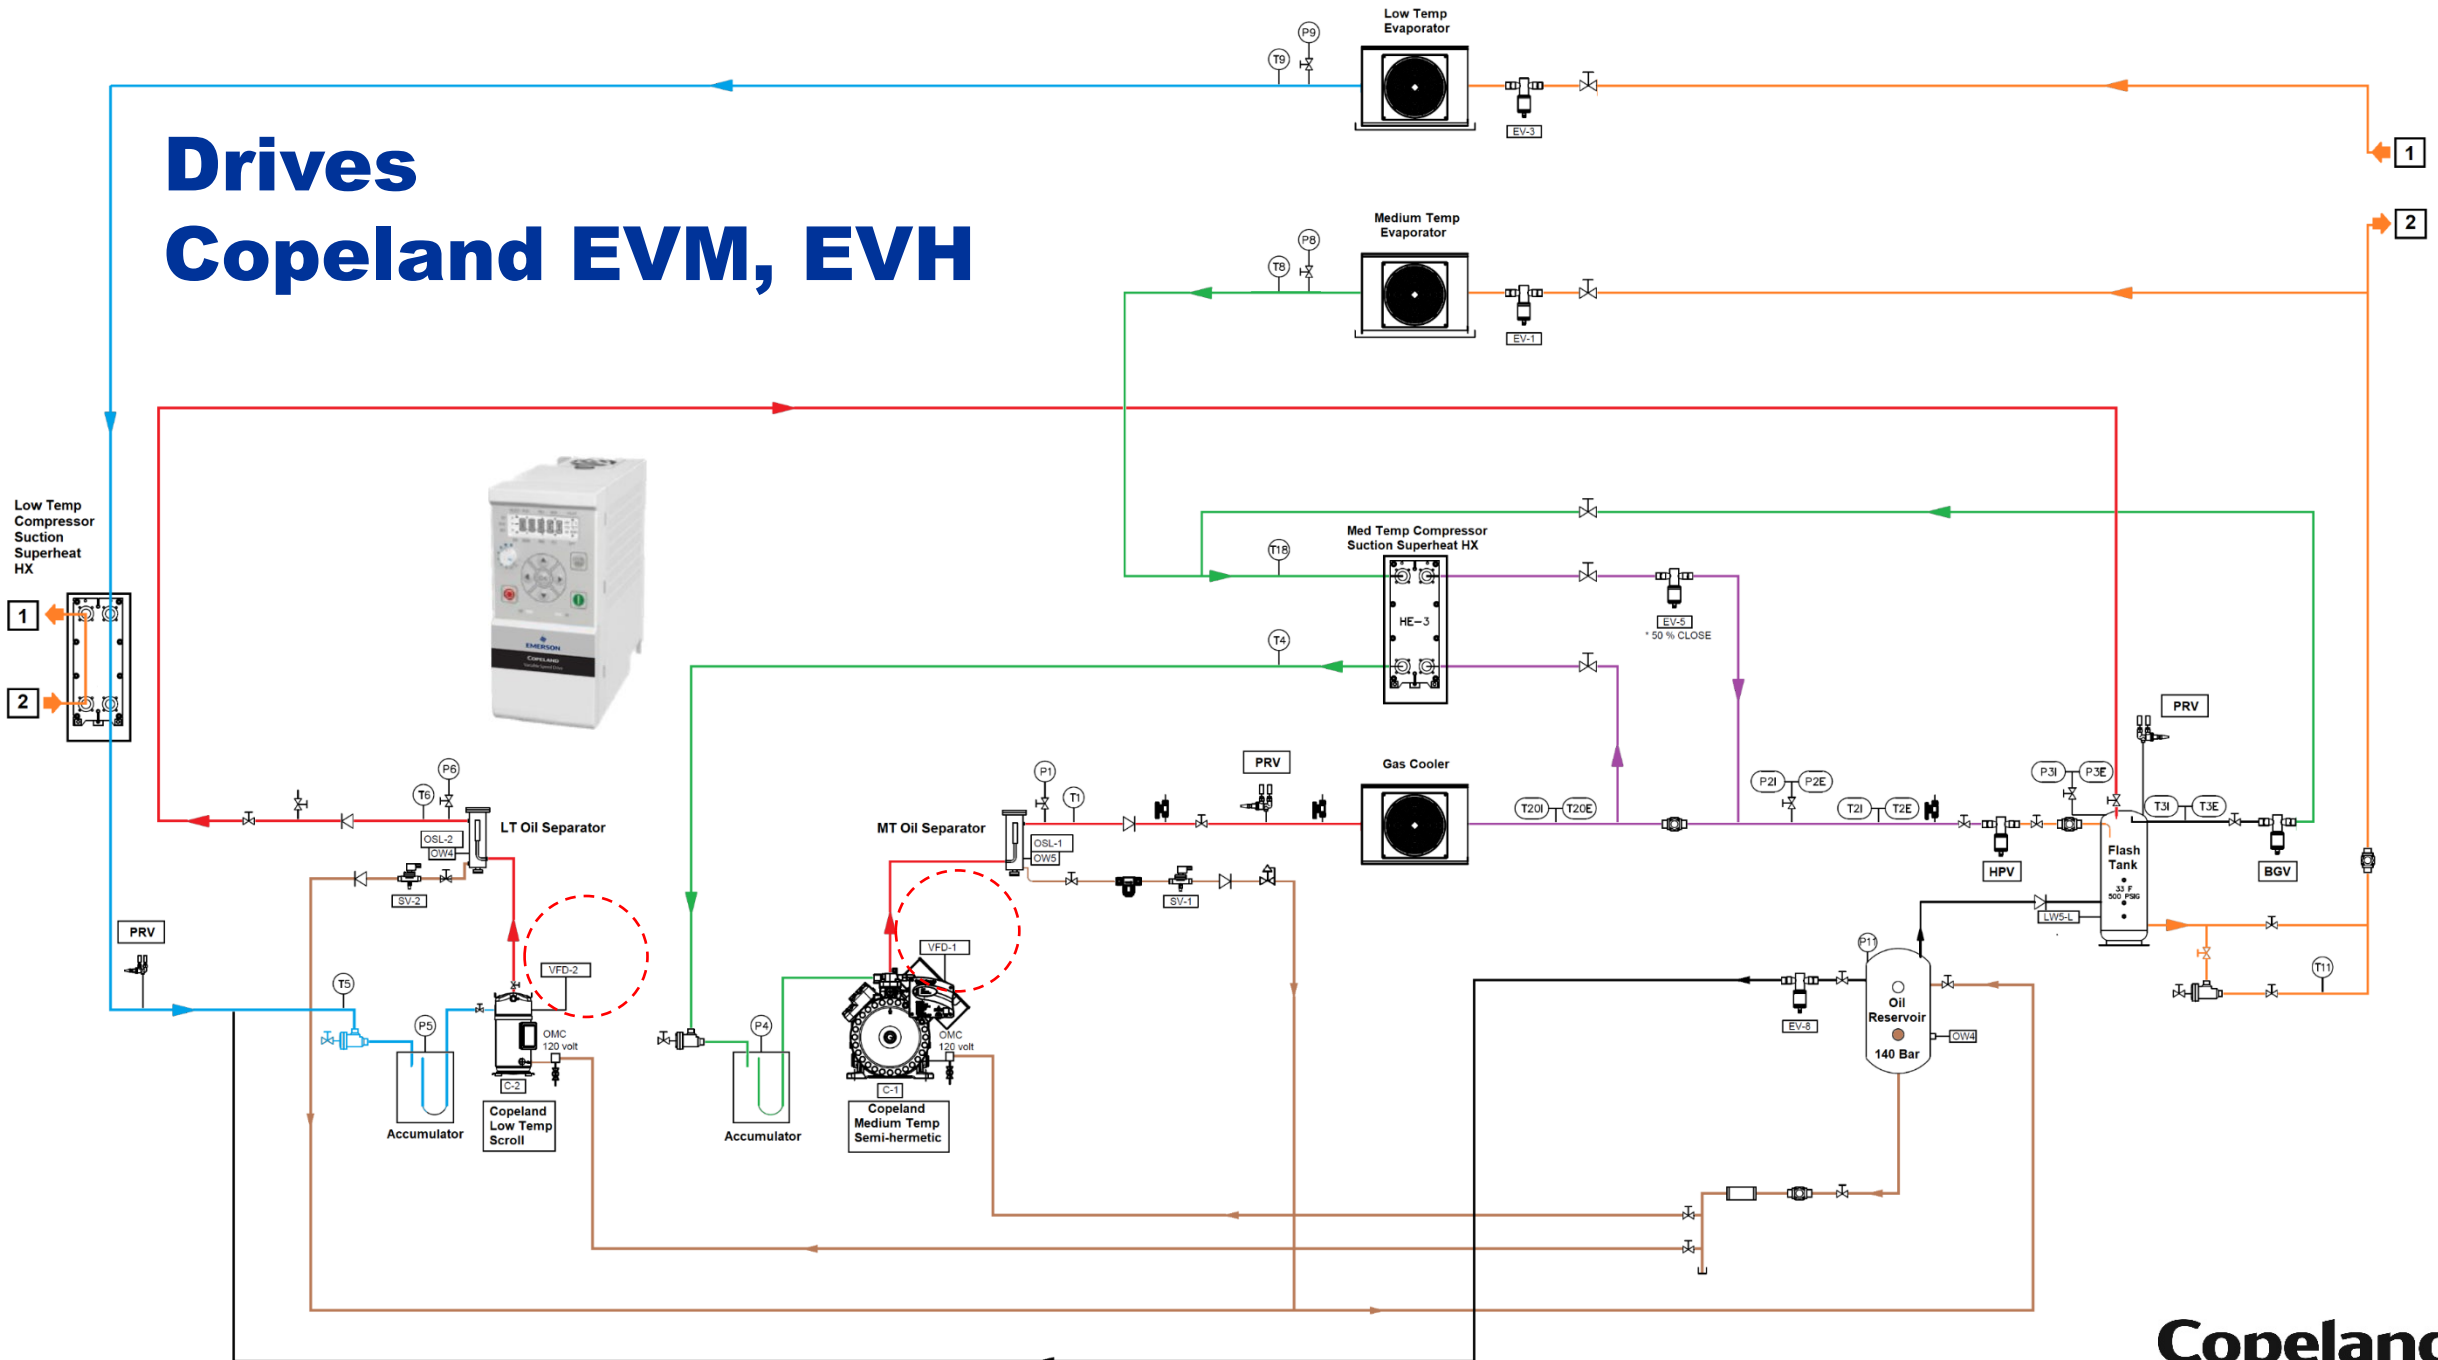 Low Temp
Evaporator
P9
T9
EV-3
1
Drives
Copeland EVM, EVH
Medium Temp
Evaporator
P8
T8
EV-1
2
Low Temp
Compressor
Suction
Superheat
HX
1
2
EMERSON
COPELAND
Med Temp Compressor
Suction Superheat HX
T18
HE-3
EV-5
* 50 % CLOSE
T4
PRV
P6
T6
LT Oil Separator
OSL-2
OW4
SV-2
P1
T1
MT Oil Separator
OSL-1
OW5
SV-1
PRV
Gas Cooler
T20I
T20E
P2I
P2E
T2I
T2E
HPV
P3I
P3E
T3I
T3E
BGV
Flash
Tank
33 F
500 PSIG
LW5-L
PRV
T5
P5
Accumulator
VFD-2
OMC
120 volt
C-2
Copeland
Low Temp
Scroll
P4
Accumulator
VFD-1
OMC
120 volt
C-1
Copeland
Medium Temp
Semi-hermetic
P11
EV-8
Oil
Reservoir
140 Bar
OW4
T11
Copeland